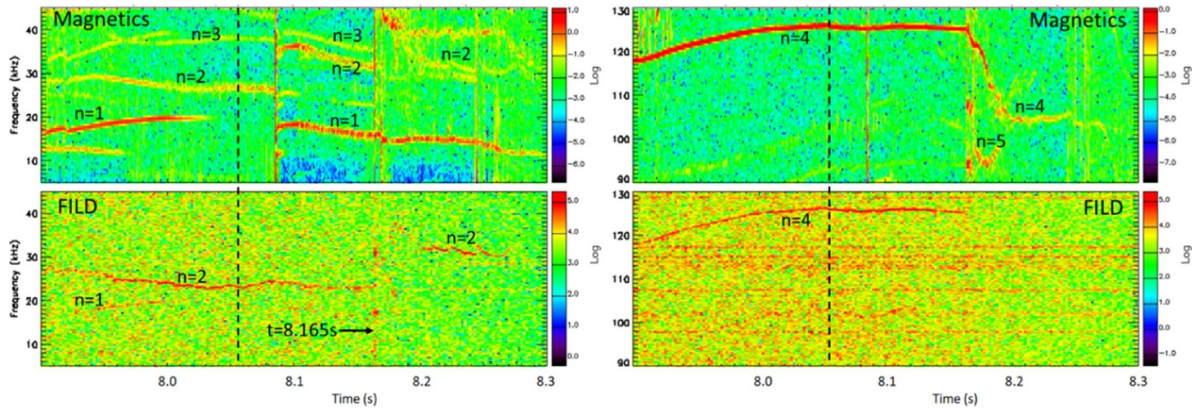 Magnetics
n=3
n=3
n=2
n=2
n=2
n=1
n=1
Frequency (kHz)
40
30
20
10
1.0
0.0
−1.0
−2.0
−3.0
−4.0
−5.0
−6.0
Log
FILD
n=2
n=2
n=1
t=8.165s
Frequency (kHz)
40
30
20
10
5.0
4.0
3.0
2.0
1.0
0.0
Log
8.0
8.1
8.2
8.3
Time (s)
Magnetics
n=4
n=4
n=5
130
120
110
100
90
0.0
−1.0
−2.0
−3.0
−4.0
−5.0
−6.0
Log
FILD
n=4
130
120
110
100
90
5.0
4.0
3.0
2.0
1.0
0.0
−1.0
Log
8.0
8.1
8.2
8.3
Time (s)